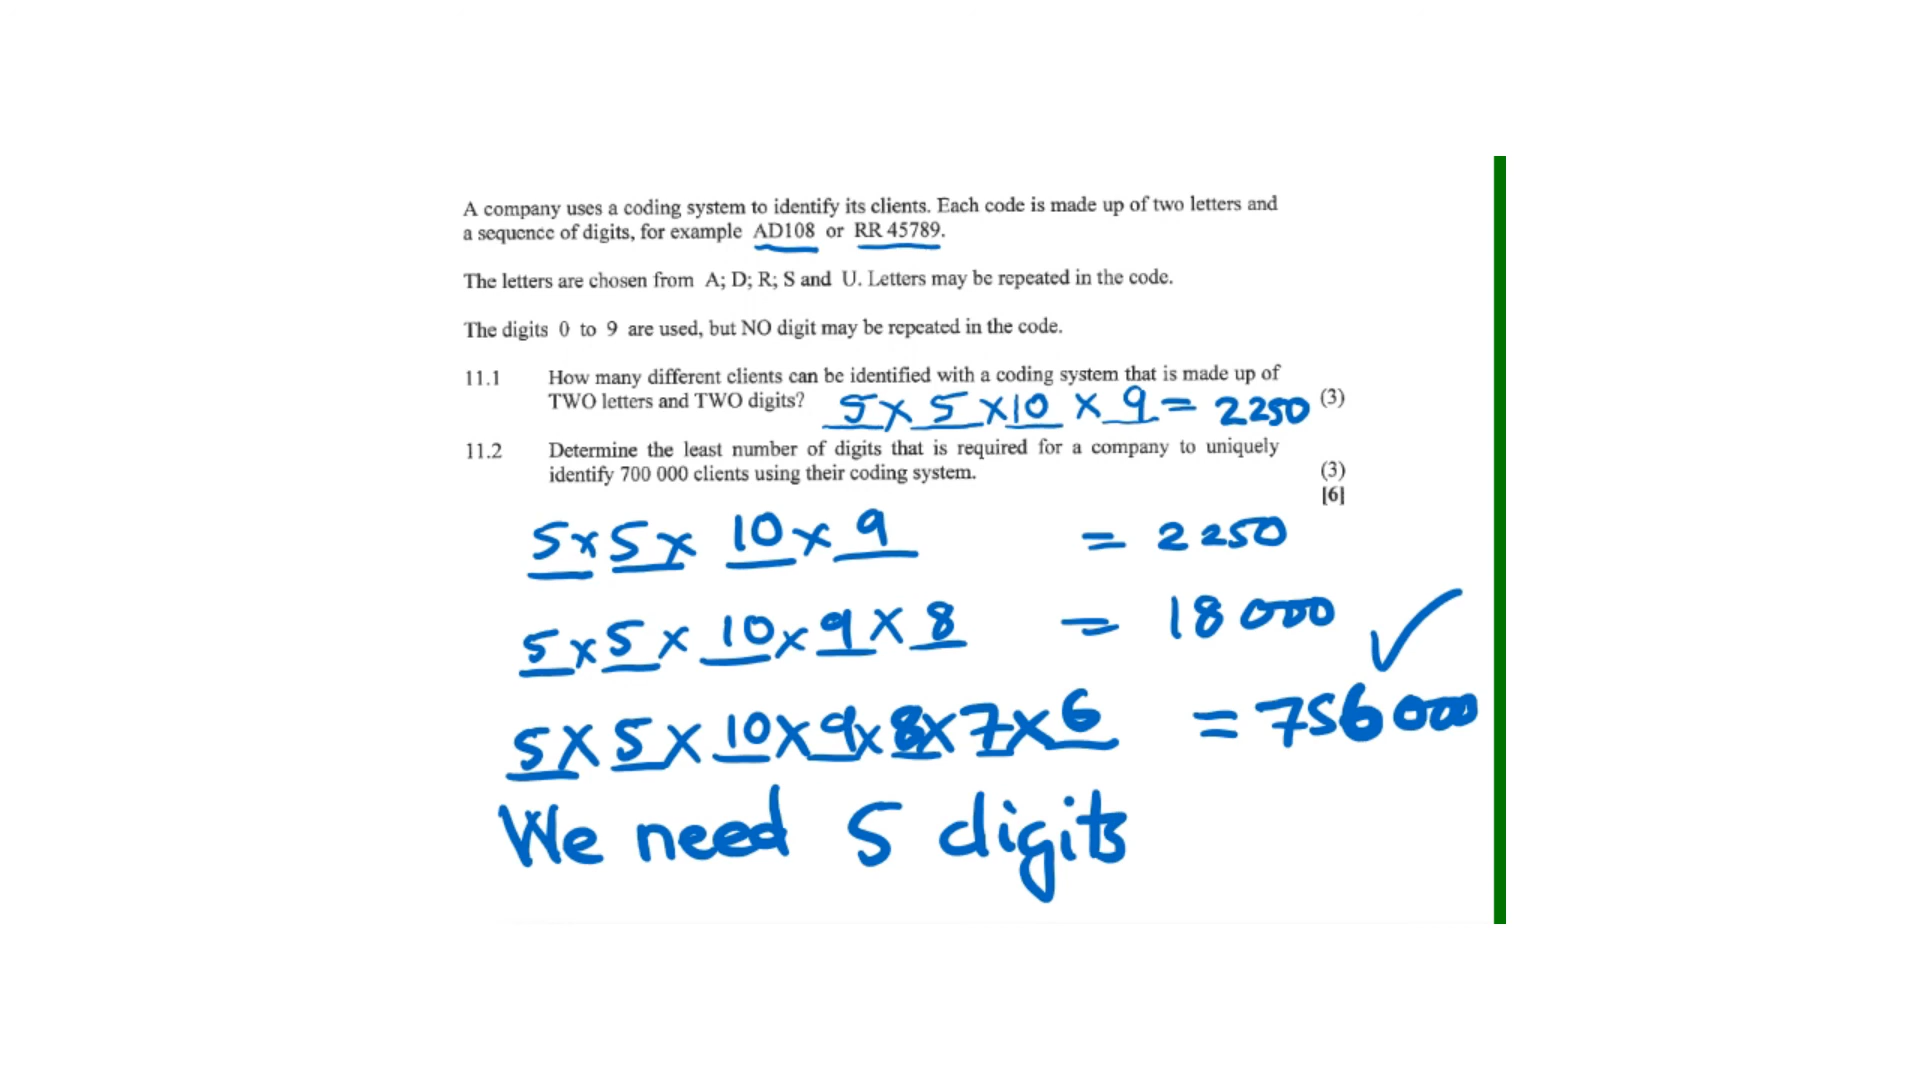 A company uses a coding system to identify its clients. Each code is made up of two letters and
a sequence of digits, for example AD108 or RR 45789.
The letters are chosen from A; D; R; S and U. Letters may be repeated in the code.
The digits 0 to 9 are used, but NO digit may be repeated in the code.
11.1 How many different clients can be identified with a coding system that is made up of
TWO letters and TWO digits? 5 × 5 × 10 × 9 = 2250 (3)
11.2 Determine the least number of digits that is required for a company to uniquely
identify 700 000 clients using their coding system. (3)
[6]
5 × 5 × 10 × 9 = 2250
5 × 5 × 10 × 9 × 8 = 18 000
5 × 5 × 10 × 9 × 8 × 7 × 6 = 756 000
We need 5 digits